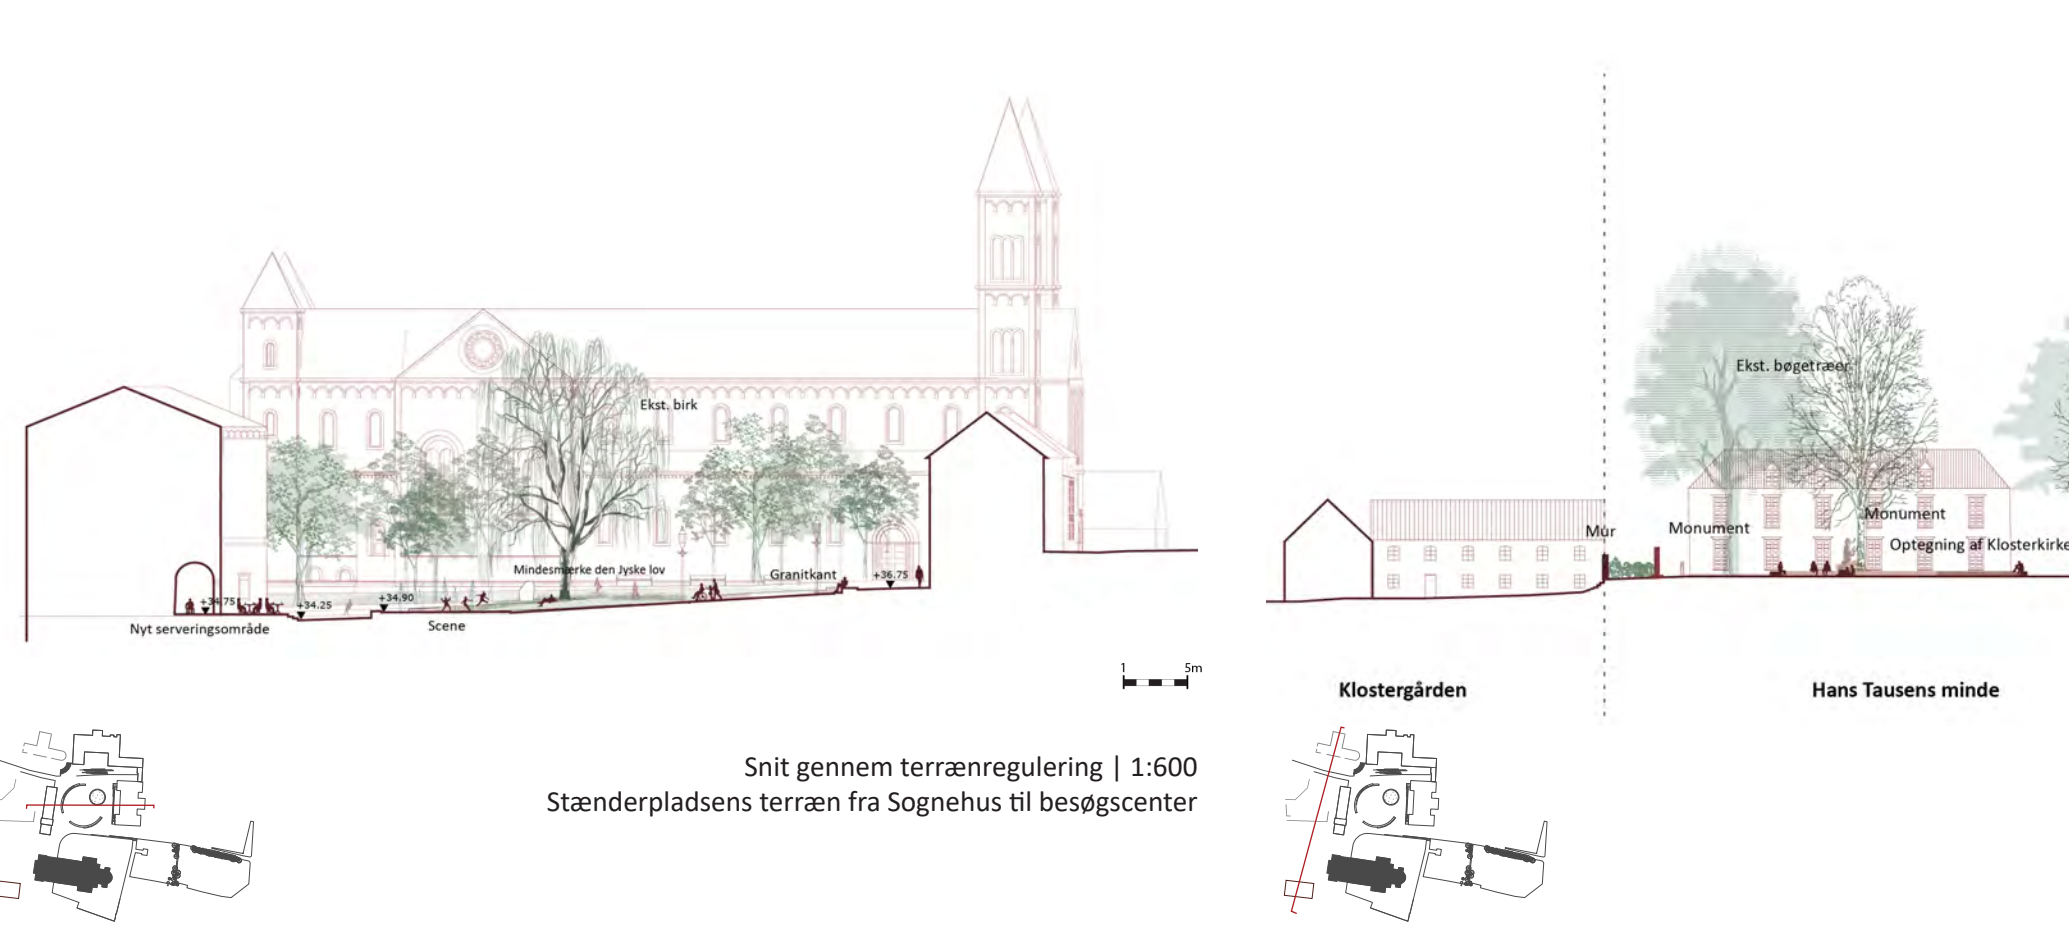 Ekst. birk
Mindesmærke den Jyske lov
Granitkant
+36.75
+34.75
+34.25
+34.90
Nyt serveringsområde
Scene
1 5m
Snit gennem terrænregulering | 1:600
Stænderpladsens terræn fra Sognehus til besøgscenter
Ekst. bøgetræer
Monument
Mur
Monument
Optegning af Klosterkirke
Klostergården
Hans Tausens minde